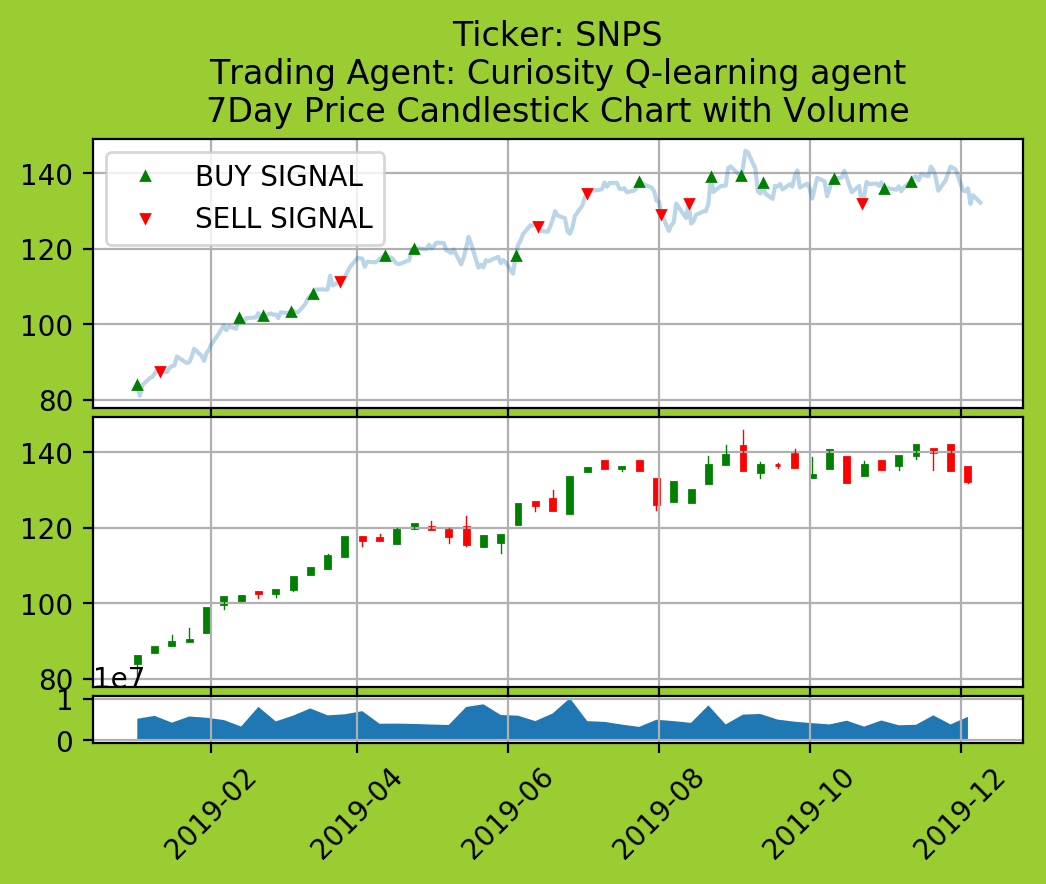 Ticker: SNPS
Trading Agent: Curiosity Q-learning agent
7Day Price Candlestick Chart with Volume
BUY SIGNAL
SELL SIGNAL
140
120
100
80
140
120
100
80
1e7
1
0
2019-02
2019-04
2019-06
2019-08
2019-10
2019-12